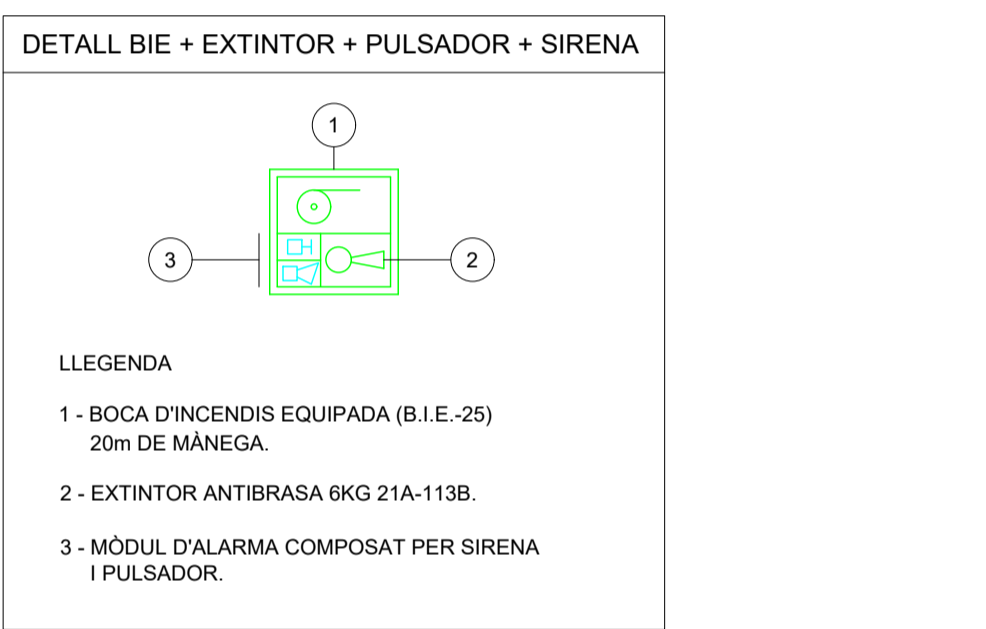 DETALL BIE + EXTINTOR + PULSADOR + SIRENA
1
3
2
LLEGENDA
1 - BOCA D'INCENDIS EQUIPADA (B.I.E.-25)
20m DE MÀNEGA.
2 - EXTINTOR ANTIBRASA 6KG 21A-113B.
3 - MÒDUL D'ALARMA COMPOSAT PER SIRENA
I PULSADOR.